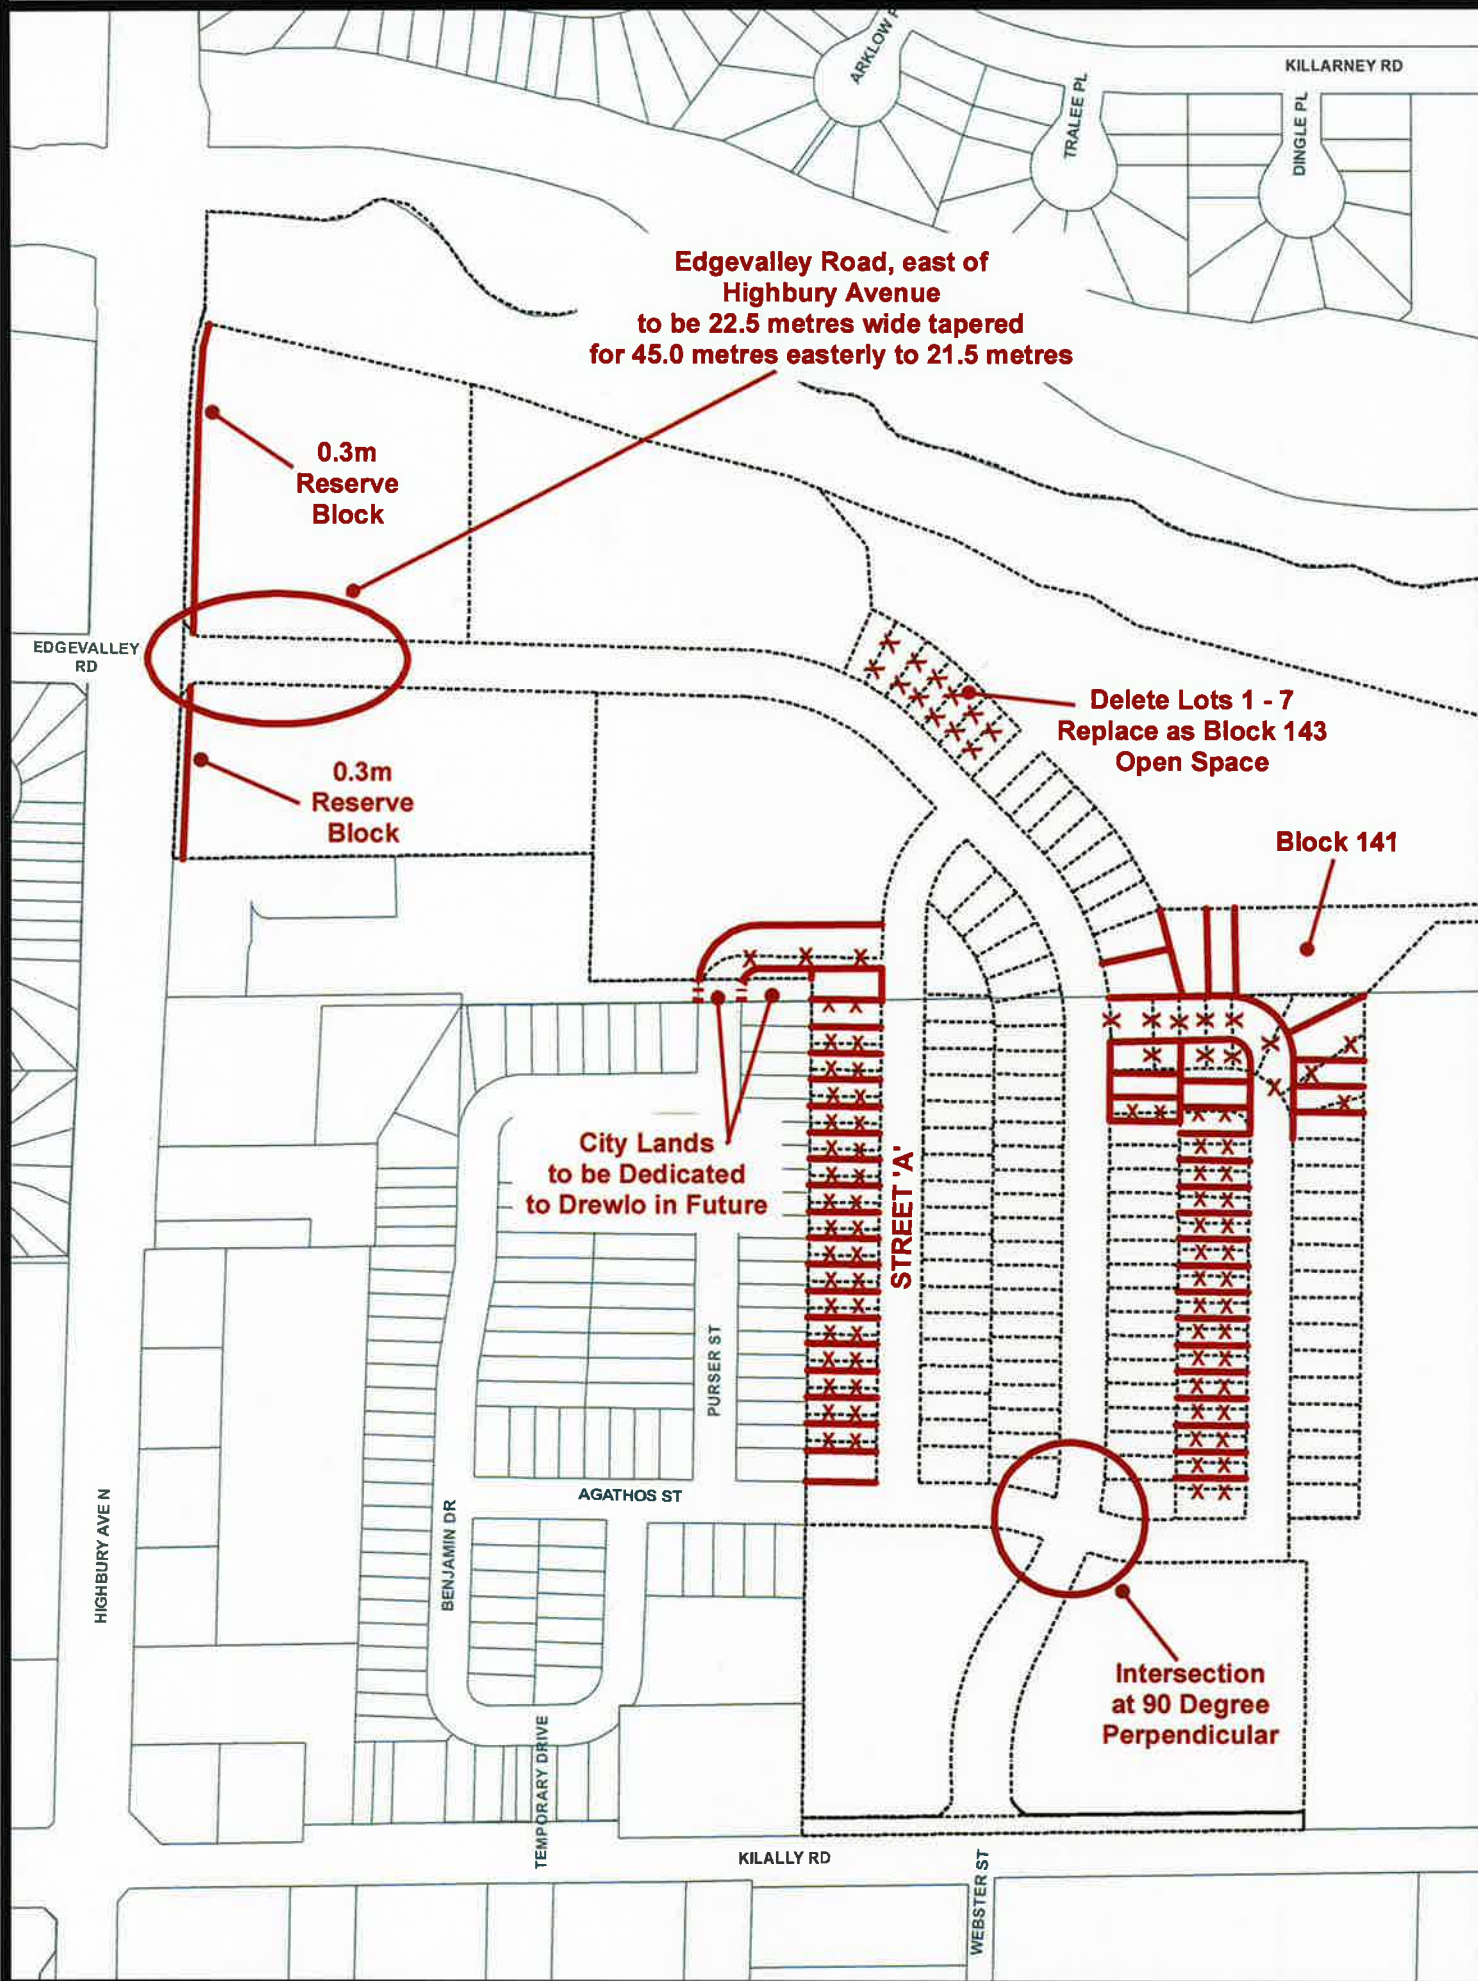 ARKLOW P
KILLARNEY RD
TRALEE PL
DINGLE PL
Edgevalley Road, east of
Highbury Avenue
to be 22.5 metres wide tapered
for 45.0 metres easterly to 21.5 metres
0.3m
Reserve
Block
EDGEVALLEY
RD
Delete Lots 1 - 7
Replace as Block 143
Open Space
0.3m
Reserve
Block
Block 141
City Lands
to be Dedicated
to Drewlo in Future
STREET 'A'
PURSER ST
AGATHOS ST
BENJAMIN DR
HIGHBURY AVE N
Intersection
at 90 Degree
Perpendicular
TEMPORARY DRIVE
KILALLY RD
WEBSTER ST